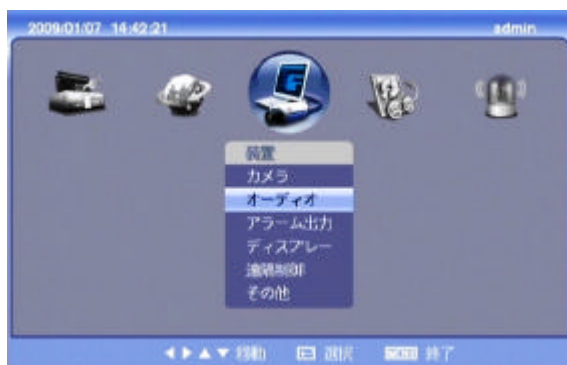 2009/01/07 14:42:21 admin
装置
カメラ
オーディオ
アラーム出力
ディスプレー
遠隔制御
その他
◀ ▶ ▲ ▼ 移動 選択 MENU 終了